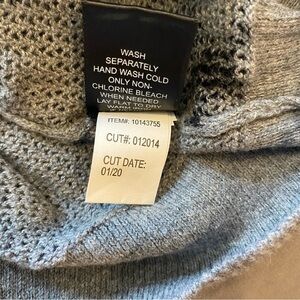 WASH
SEPARATELY
HAND WASH COLD
ONLY NON-
CHLORINE BLEACH
WHEN NEEDED
LAY FLAT TO DRY
ITEM#: 10143755
CUT#: 012014
CUT DATE:
01/20